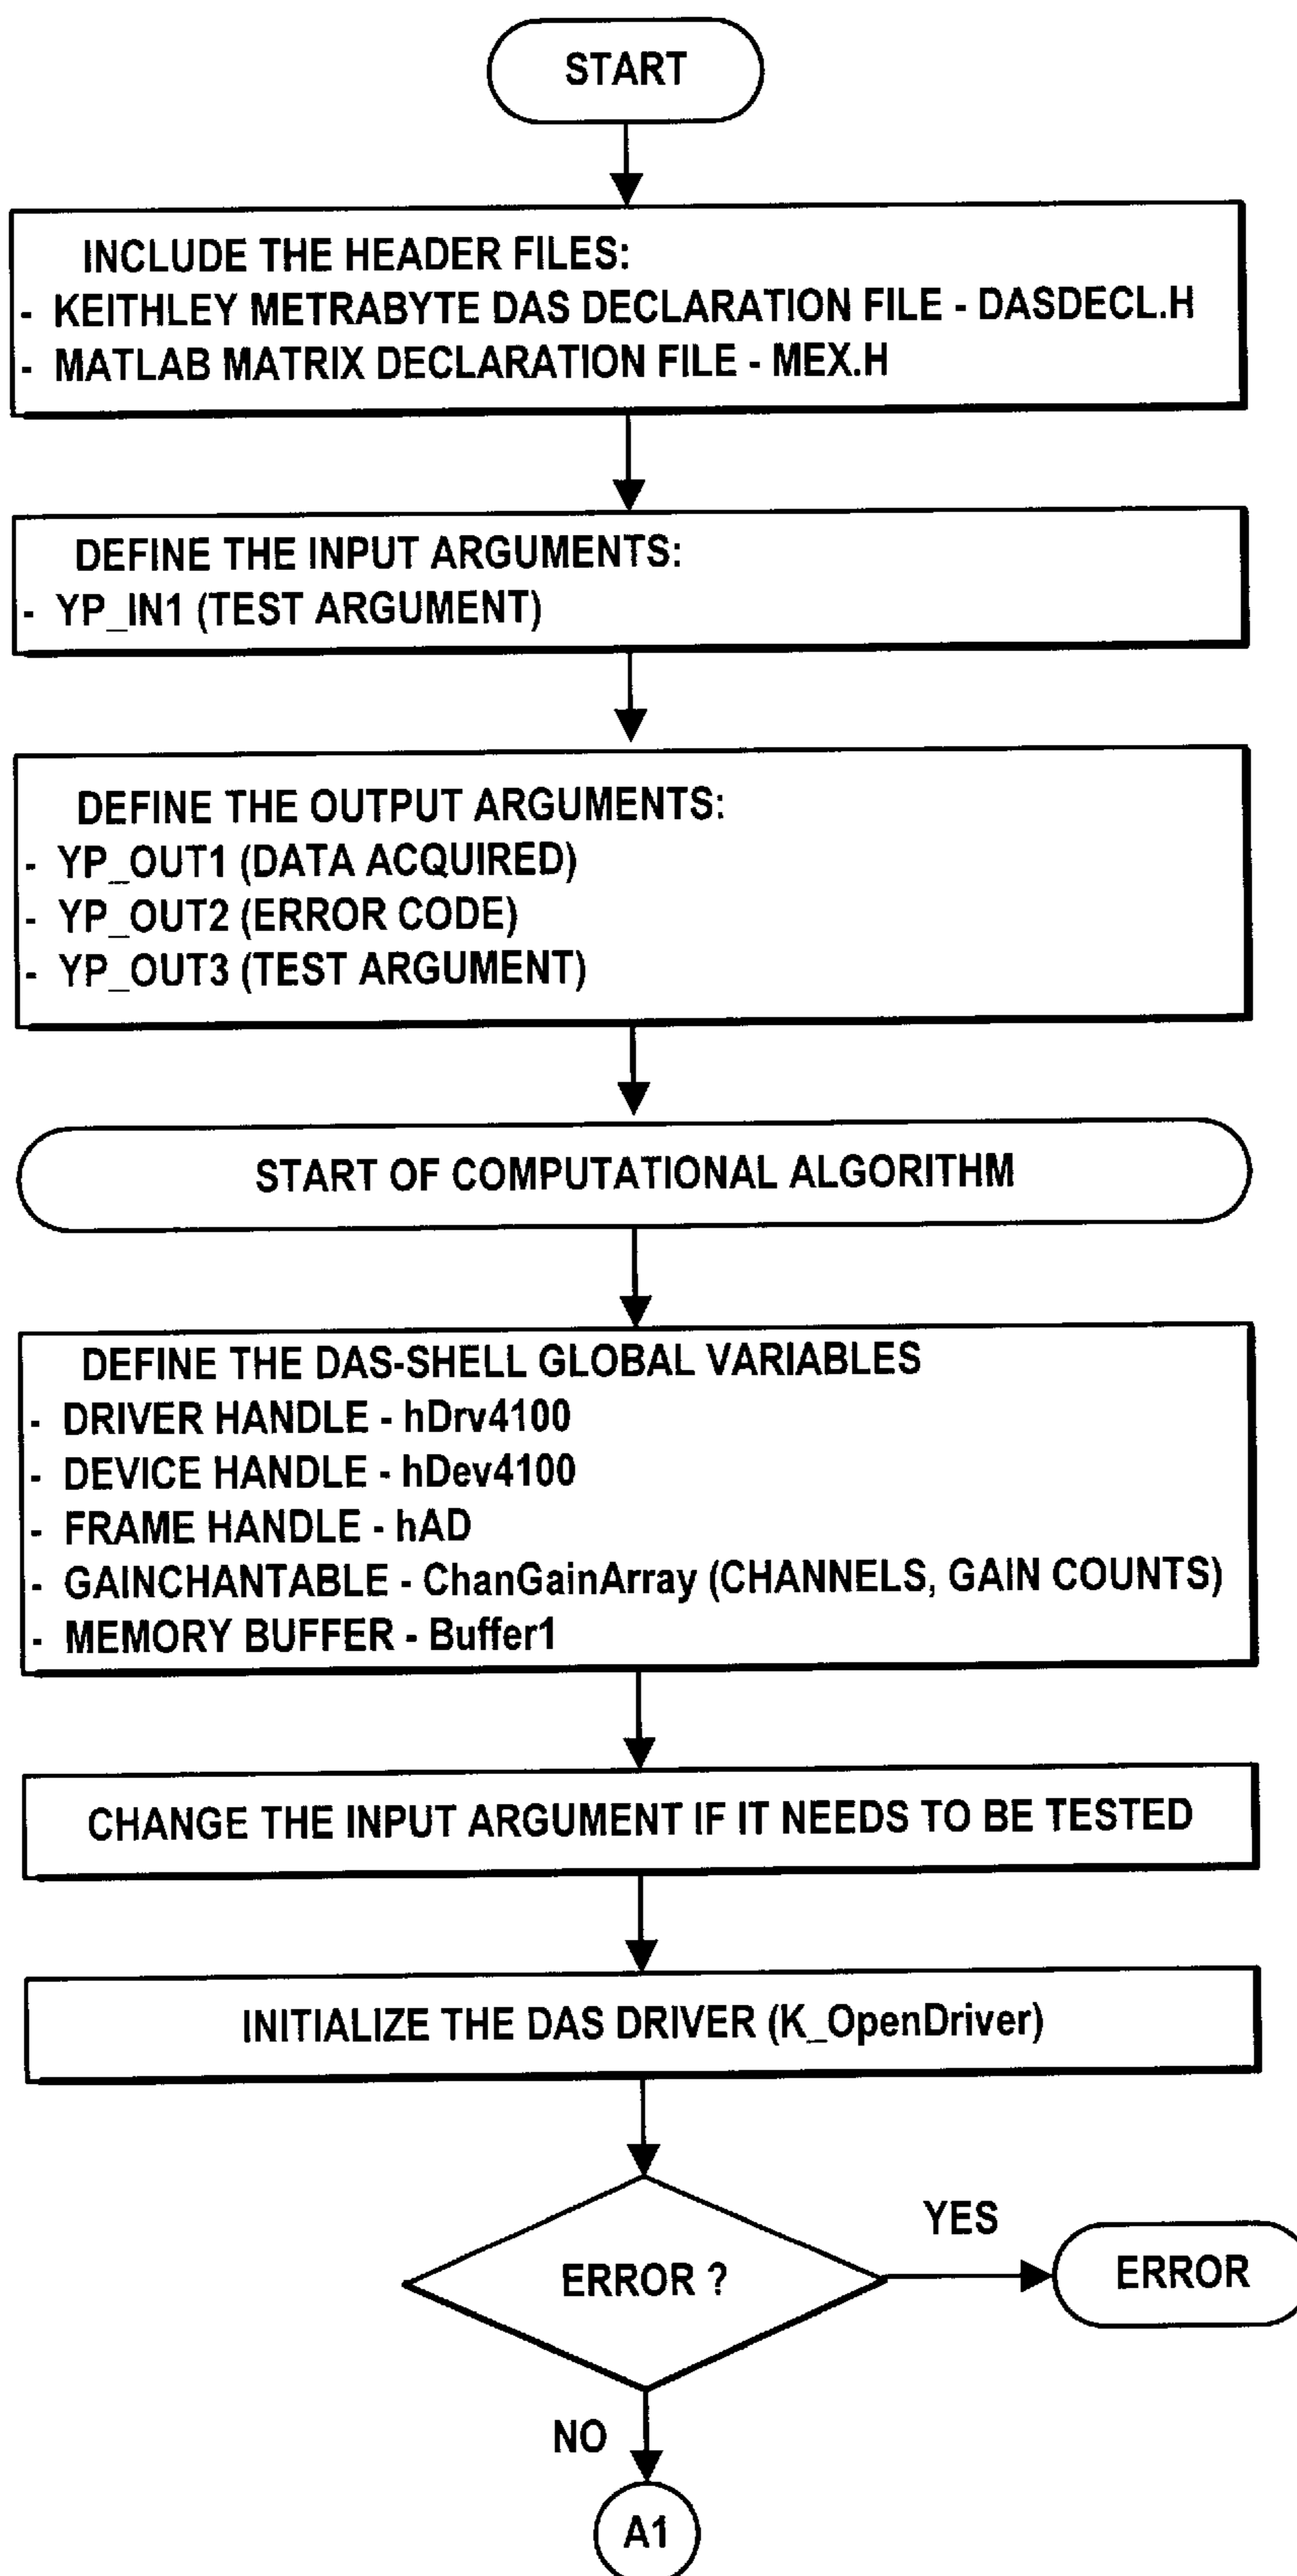 START
INCLUDE THE HEADER FILES:
- KEITHLEY METRABYTE DAS DECLARATION FILE - DASDECL.H
- MATLAB MATRIX DECLARATION FILE - MEX.H
DEFINE THE INPUT ARGUMENTS:
- YP_IN1 (TEST ARGUMENT)
DEFINE THE OUTPUT ARGUMENTS:
- YP_OUT1 (DATA ACQUIRED)
- YP_OUT2 (ERROR CODE)
- YP_OUT3 (TEST ARGUMENT)
START OF COMPUTATIONAL ALGORITHM
DEFINE THE DAS-SHELL GLOBAL VARIABLES
- DRIVER HANDLE - hDrv4100
- DEVICE HANDLE - hDev4100
- FRAME HANDLE - hAD
- GAINCHANTABLE - ChanGainArray (CHANNELS, GAIN COUNTS)
- MEMORY BUFFER - Buffer1
CHANGE THE INPUT ARGUMENT IF IT NEEDS TO BE TESTED
INITIALIZE THE DAS DRIVER (K_OpenDriver)
ERROR ?
YES
ERROR
NO
A1